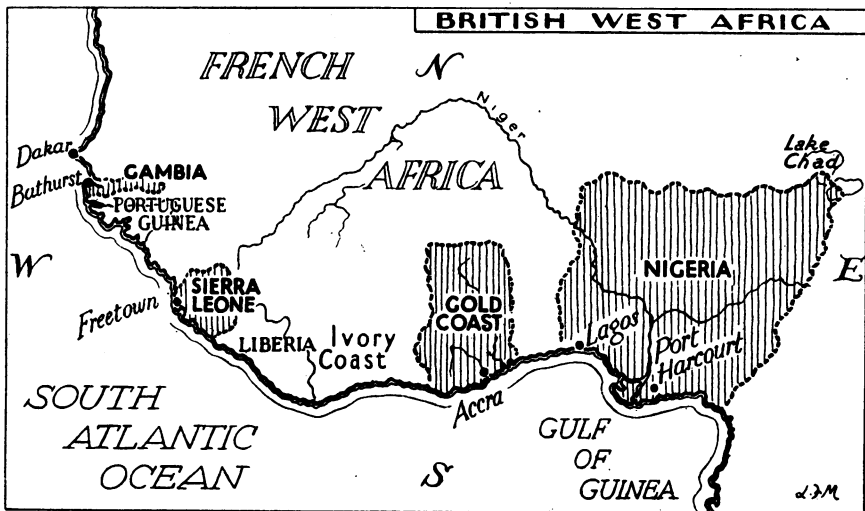 BRITISH WEST AFRICA
FRENCH
WEST
AFRICA
N
Niger
Lake
Chad
Dakar
Bathurst
GAMBIA
PORTUGUESE
GUINEA
W
E
SIERRA
LEONE
Freetown
LIBERIA
Ivory
Coast
GOLD
COAST
Accra
NIGERIA
Lagos
Port
Harcourt
SOUTH
ATLANTIC
OCEAN
S
GULF
OF
GUINEA